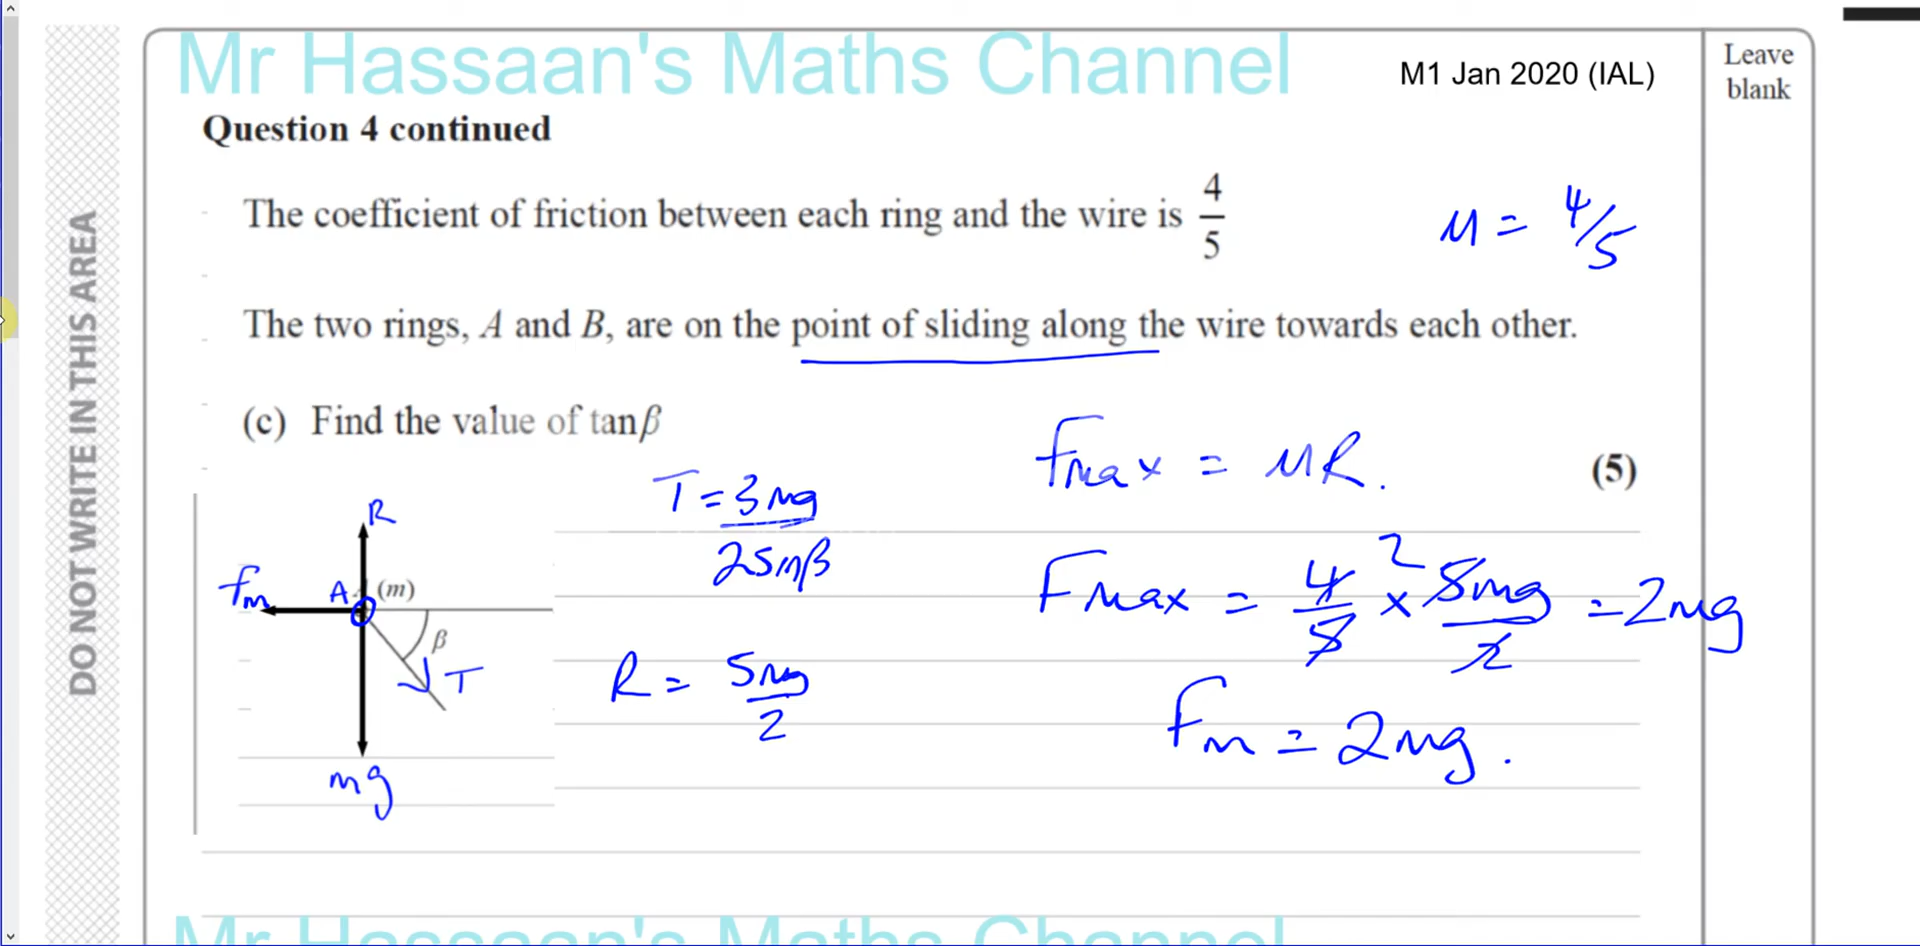 Mr Hassaan's Maths Channel
M1 Jan 2020 (IAL)
Leave
blank
Question 4 continued
The coefficient of friction between each ring and the wire is 4/5
M = 4/5
The two rings, A and B, are on the point of sliding along the wire towards each other.
(c) Find the value of tanβ
(5)
Fmax = MR.
T = 3mg / 2sinβ
Fmax = 4/5 × 5mg/2 = 2mg
2
R = 5mg/2
Fm = 2mg.
R
Fm
A
(m)
β
T
mg
DO NOT WRITE IN THIS AREA
Mr Hassaan's Maths Channel